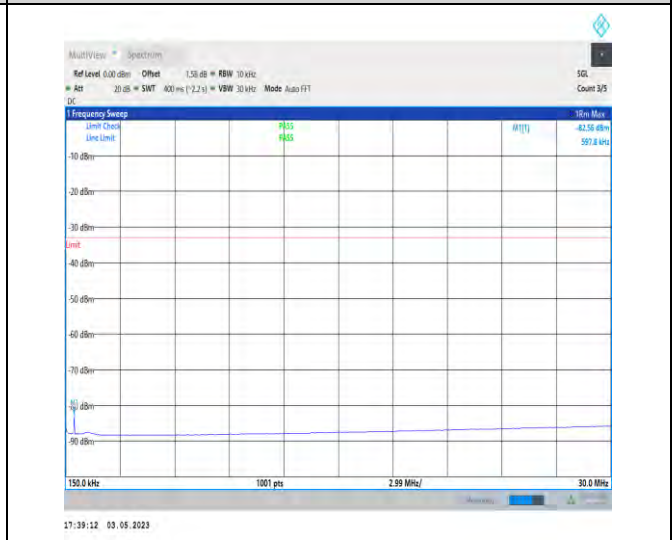 MultiView Spectrum
Ref Level 0.00 dBm Offset 1.58 dB RBW 10 kHz SGL
Att 20 dB SWT 400 ms (~2.2 s) VBW 30 kHz Mode Auto FFT Count 3/5
DC
1 Frequency Sweep 1Rm Max
Limit Check PASS M1[1] -82.56 dBm
Line Limit PASS 597.8 kHz
-10 dBm
-20 dBm
-30 dBm
Limit
-40 dBm
-50 dBm
-60 dBm
-70 dBm
-80 dBm
-90 dBm
150.0 kHz 1001 pts 2.99 MHz/ 30.0 MHz
17:39:12 03.05.2023